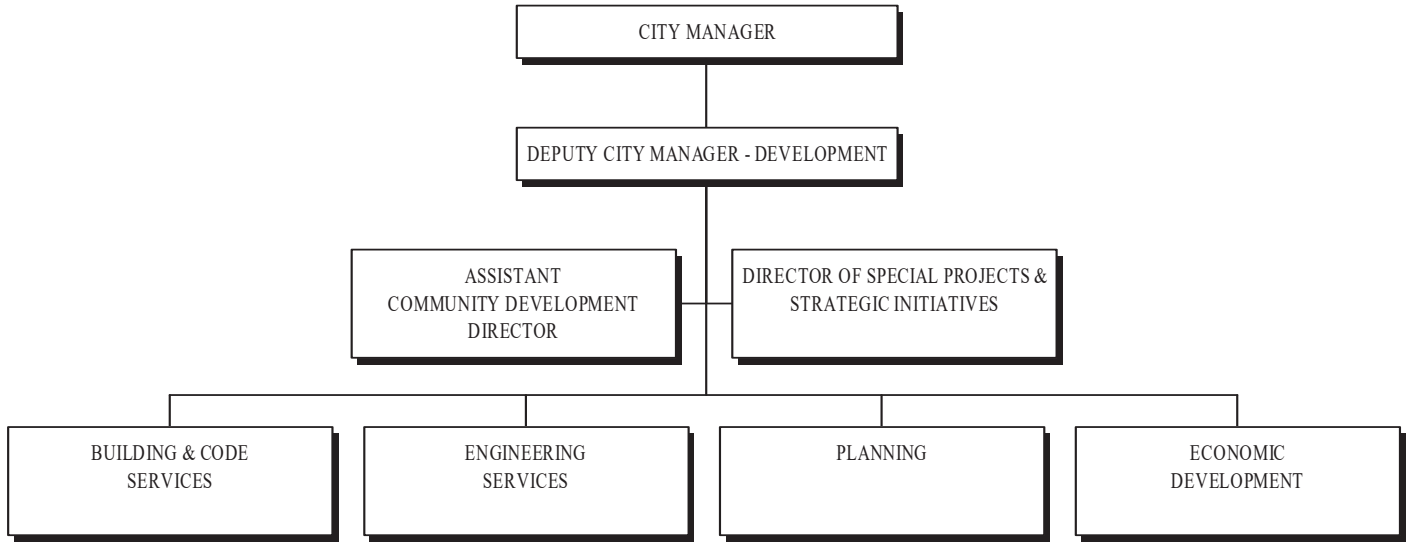 CITY MANAGER
DEPUTY CITY MANAGER - DEVELOPMENT
ASSISTANT
COMMUNITY DEVELOPMENT
DIRECTOR
DIRECTOR OF SPECIAL PROJECTS &
STRATEGIC INITIATIVES
BUILDING & CODE
SERVICES
ENGINEERING
SERVICES
PLANNING
ECONOMIC
DEVELOPMENT